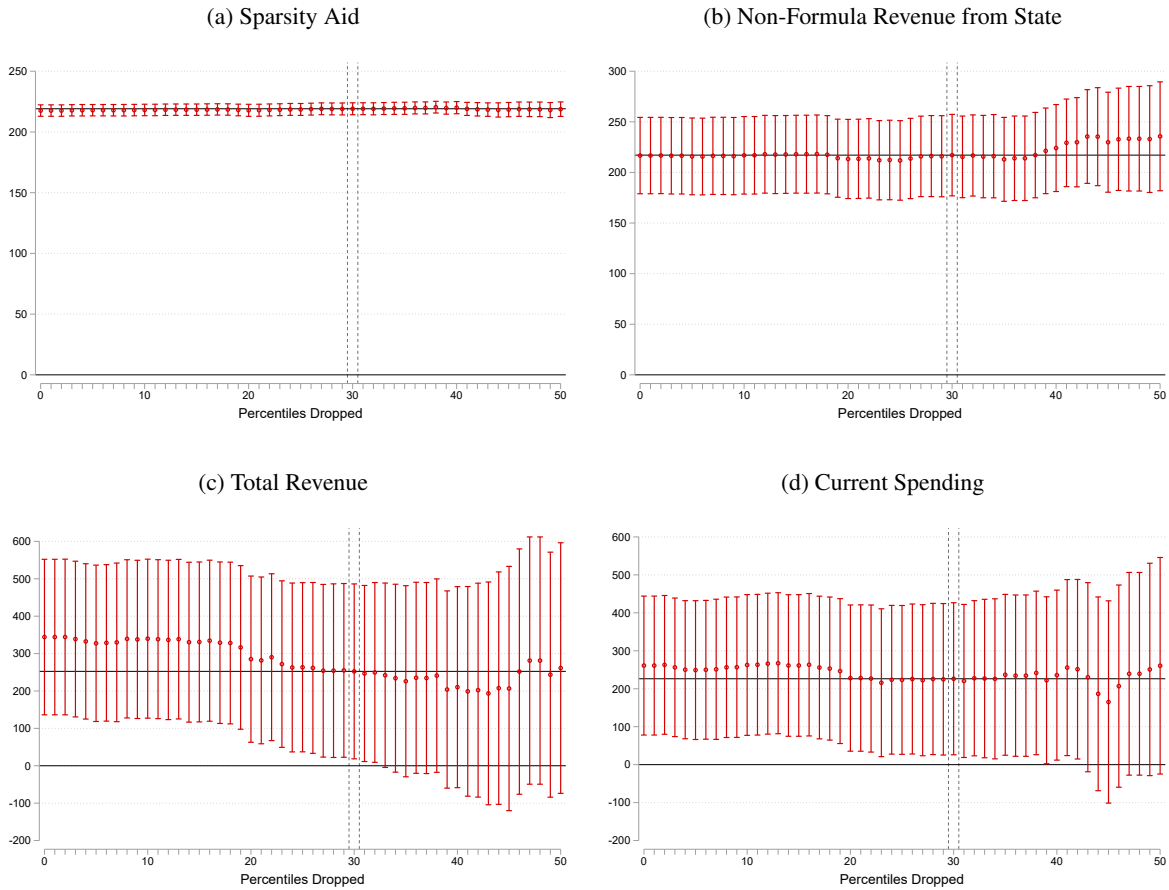 (a) Sparsity Aid
250
200
150
100
50
0
0 10 20 30 40 50
Percentiles Dropped
(b) Non-Formula Revenue from State
300
250
200
150
100
50
0
0 10 20 30 40 50
Percentiles Dropped
(c) Total Revenue
600
500
400
300
200
100
0
-100
-200
0 10 20 30 40 50
Percentiles Dropped
(d) Current Spending
600
500
400
300
200
100
0
-100
-200
0 10 20 30 40 50
Percentiles Dropped